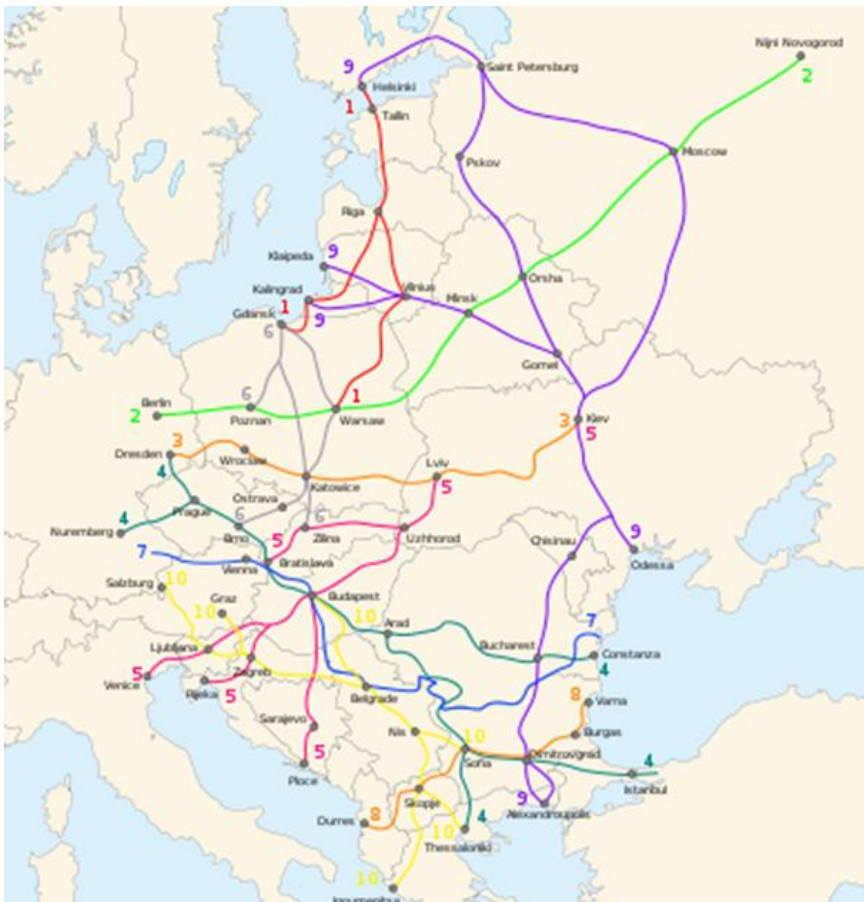 Nijni Novogorod
9
Saint Petersburg
2
Helsinki
1
Tallin
Moscow
Pskov
Riga
Klaipeda
9
Orsha
Kalingrad
Vilnius
Minsk
1
Gdansk
9
6
Gomel
6
1
Berlin
2
Poznan
Warsaw
3
Kiev
5
3
Dresden
Wroclaw
4
Lviv
Katowice
5
Ostrava
Prague
4
6
6
Nuremberg
Brno
5
Zilina
Uzhhorod
Chisinau
9
7
Vienna
Bratislava
Odessa
Salzburg
10
Graz
10
Budapest
10
Arad
7
Ljubljana
Bucharest
Constanza
4
Zagreb
5
Venice
Rijeka
5
Belgrade
8
Varna
Sarajevo
Nis
10
Burgas
5
Sofia
Dimitrovgrad
4
Ploce
Istanbul
Skopje
9
8
Alexandroupolis
Durres
10
4
Thessaloniki
10
Igoumenitsa